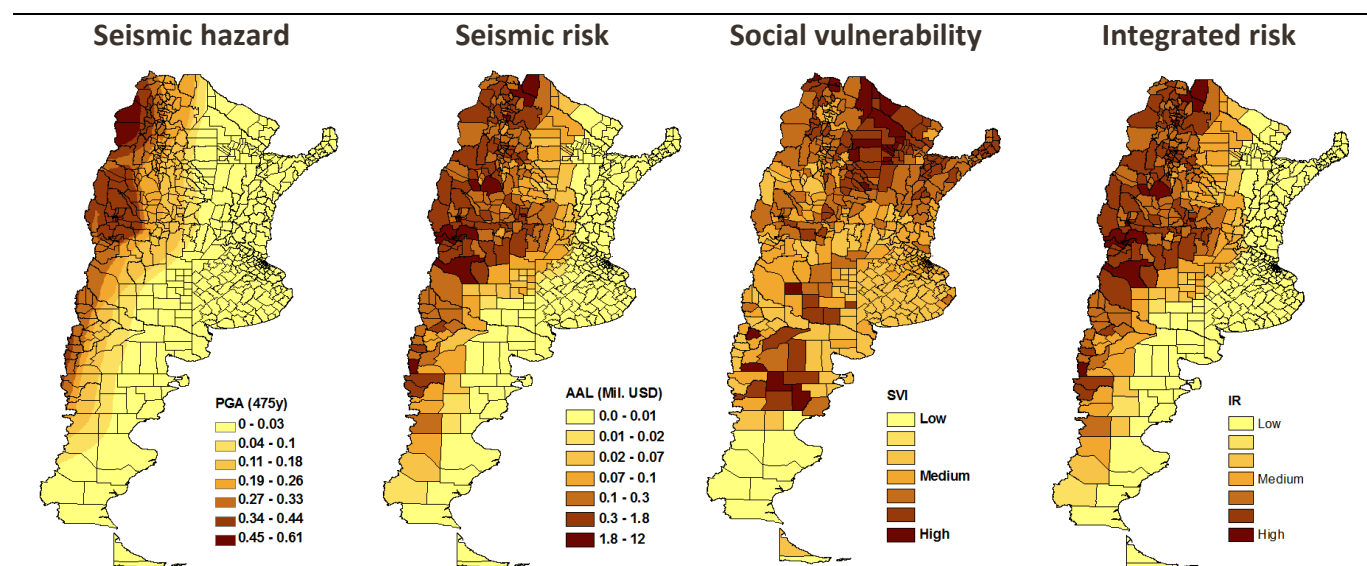 Seismic hazard
Seismic risk
Social vulnerability
Integrated risk
PGA (475y)
0 - 0.03
0.04 - 0.1
0.11 - 0.18
0.19 - 0.26
0.27 - 0.33
0.34 - 0.44
0.45 - 0.61
AAL (Mil. USD)
0.0 - 0.01
0.01 - 0.02
0.02 - 0.07
0.07 - 0.1
0.1 - 0.3
0.3 - 1.8
1.8 - 12
SVI
Low
Medium
High
IR
Low
Medium
High